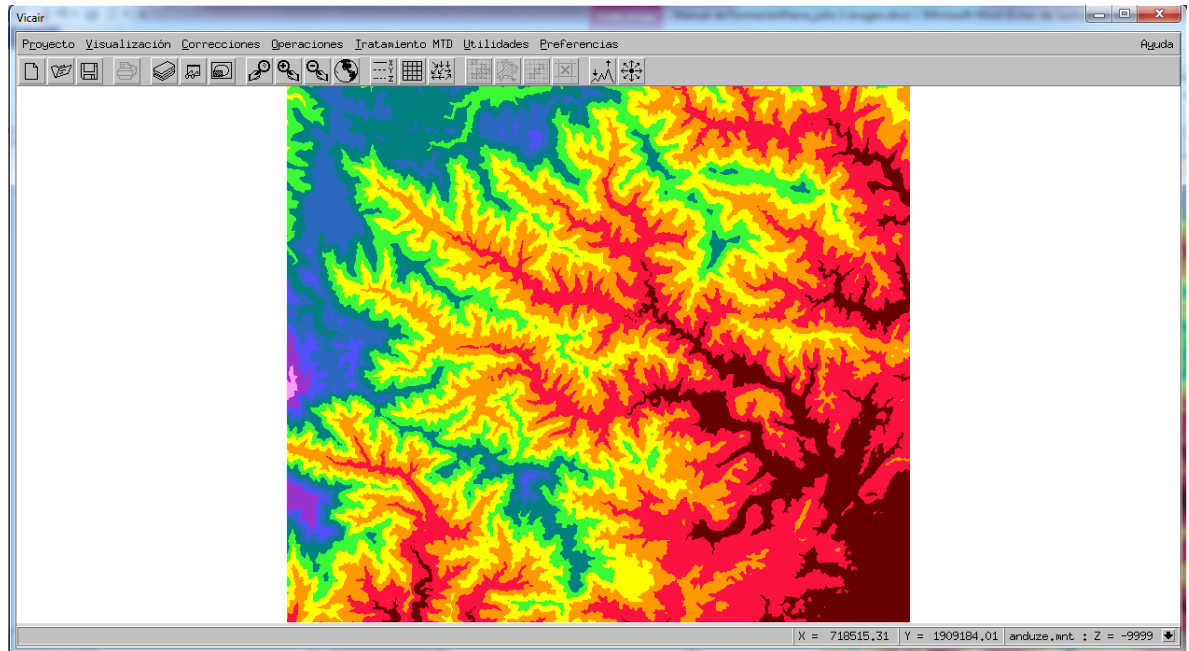 Vicair
Proyecto Visualización Correcciones Operaciones Tratamiento MTD Utilidades Preferencias Ayuda
X = 718515,31 Y = 1909184,01 anduze.mnt : Z = -9999